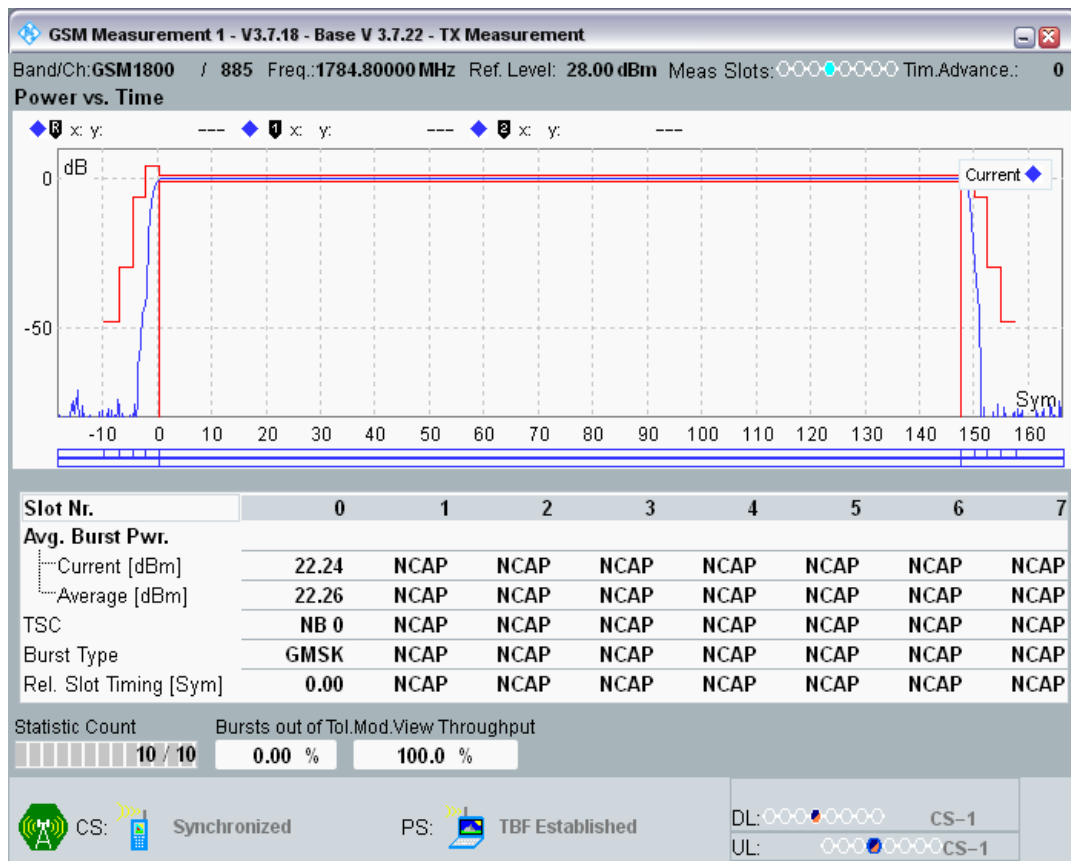 GSM Measurement 1 - V3.7.18 - Base V 3.7.22 - TX Measurement
Band/Ch:GSM1800 / 885 Freq.:1784.80000 MHz Ref. Level: 28.00 dBm Meas Slots: Tim.Advance.: 0
Power vs. Time
R x: y: --- 1 x: y: --- 2 x: y: ---
dB
0
Current
-50
Sym
-10 0 10 20 30 40 50 60 70 80 90 100 110 120 130 140 150 160
Slot Nr. 0 1 2 3 4 5 6 7
Avg. Burst Pwr.
Current [dBm] 22.24 NCAP NCAP NCAP NCAP NCAP NCAP NCAP
Average [dBm] 22.26 NCAP NCAP NCAP NCAP NCAP NCAP NCAP
TSC NB 0 NCAP NCAP NCAP NCAP NCAP NCAP NCAP
Burst Type GMSK NCAP NCAP NCAP NCAP NCAP NCAP NCAP
Rel. Slot Timing [Sym] 0.00 NCAP NCAP NCAP NCAP NCAP NCAP NCAP
Statistic Count Bursts out of Tol.Mod.View Throughput
10 / 10 0.00 % 100.0 %
CS: Synchronized PS: TBF Established
DL: CS-1
UL: CS-1